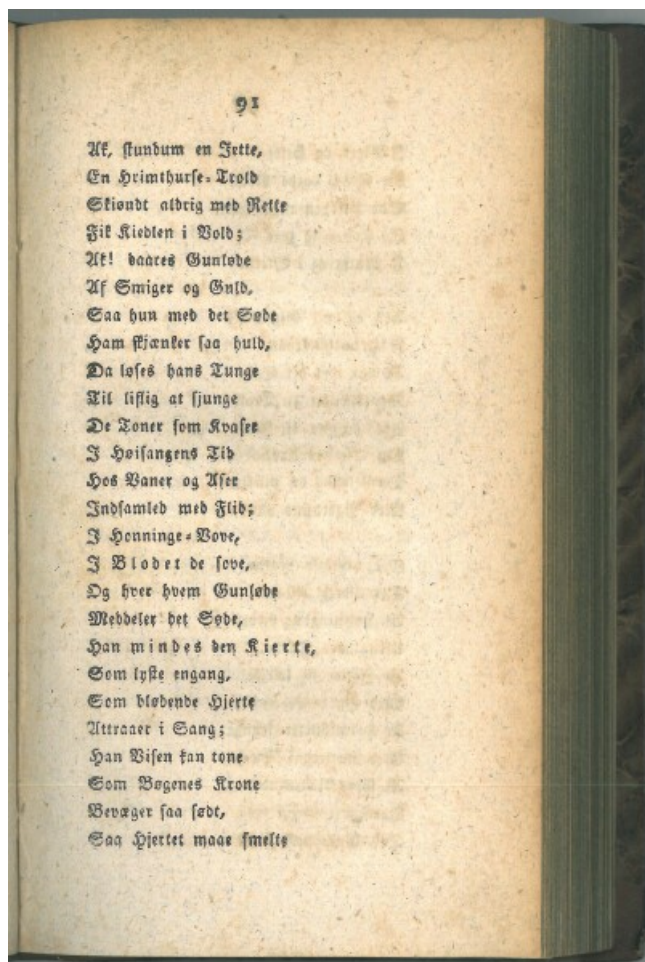 91
Ak, stundum en Jette,
En Hrimthurse-Trold
Skiøndt aldrig med Rette
Fik Kiedlen i Vold;
Ak! daares Gunløde
Af Smiger og Guld,
Saa hun med det Søde
Ham skjænker saa huld,
Da løses hans Tunge
Til liflig at sjunge
De Toner som Kvaser
I Høisangens Tid
Hos Vaner og Aser
Indsamled med Flid;
I Honninge-Vove,
I Blodet de sove,
Og hver hvem Gunløde
Meddeler det Søde,
Han mindes den Kierte,
Som lyste engang,
Som blødende Hjerte
Attraaer i Sang;
Han Visen kan tone
Som Bøgenes Krone
Bevæger saa sødt,
Saa Hjertet maae smelte